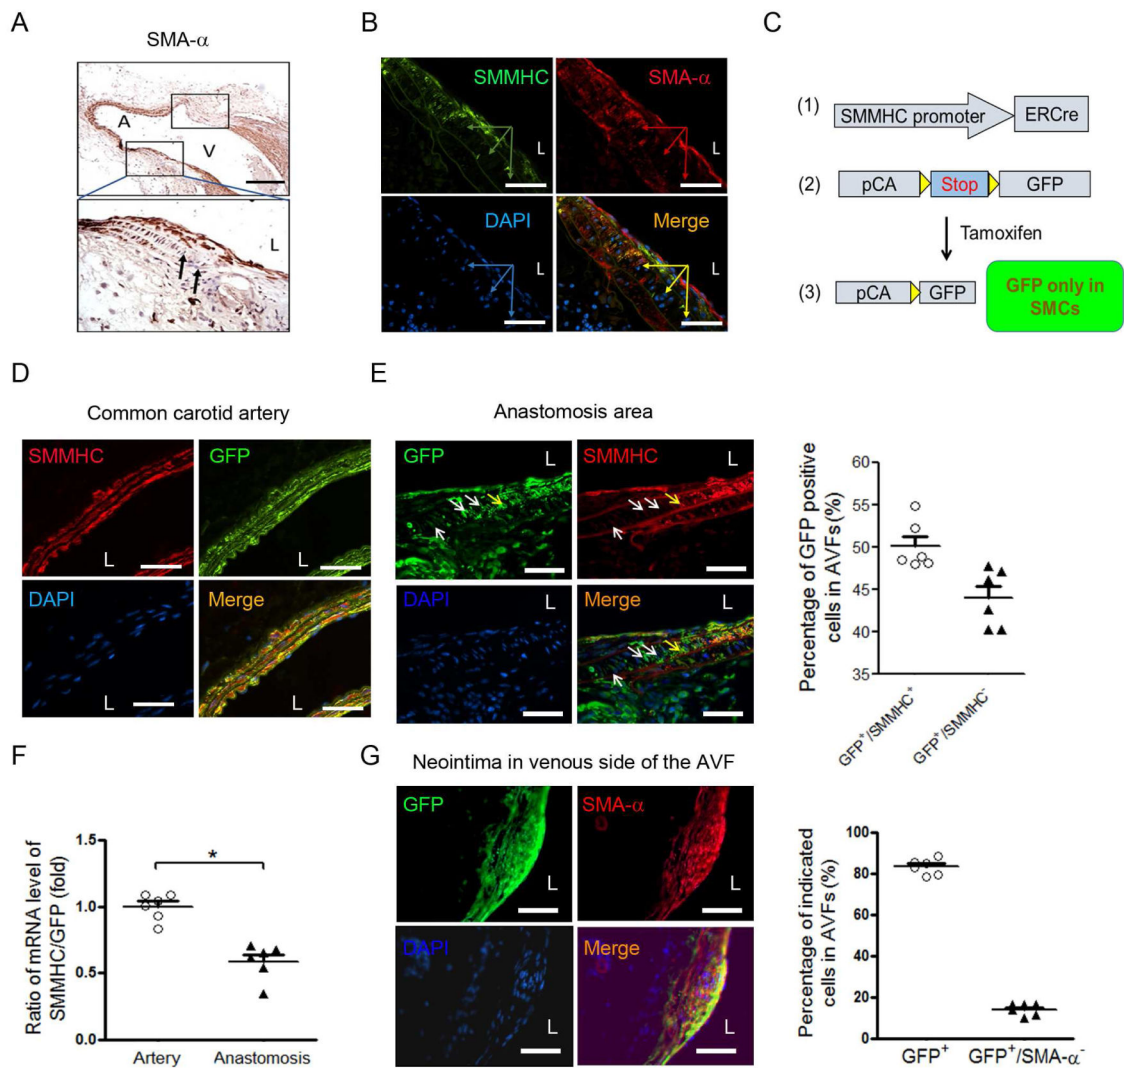 A
SMA-α
A
V
L
B
SMMHC
SMA-α
L
L
DAPI
Merge
L
L
C
(1)
SMMHC promoter
ERCre
(2)
pCA
Stop
GFP
Tamoxifen
(3)
pCA
GFP
GFP only in
SMCs
D
Common carotid artery
SMMHC
GFP
L
L
DAPI
Merge
L
L
E
Anastomosis area
GFP
L
SMMHC
L
DAPI
L
Merge
L
Percentage of GFP positive
cells in AVFs (%)
60
55
50
45
40
35
GFP⁺/SMMHC⁺
GFP⁺/SMMHC⁻
F
Ratio of mRNA level of
SMMHC/GFP (fold)
1.5
1.0
0.5
0.0
*
Artery
Anastomosis
G
Neointima in venous side of the AVF
GFP
SMA-α
L
L
DAPI
Merge
L
L
Percentage of indicated
cells in AVFs (%)
100
80
60
40
20
0
GFP⁺
GFP⁺/SMA-α⁻